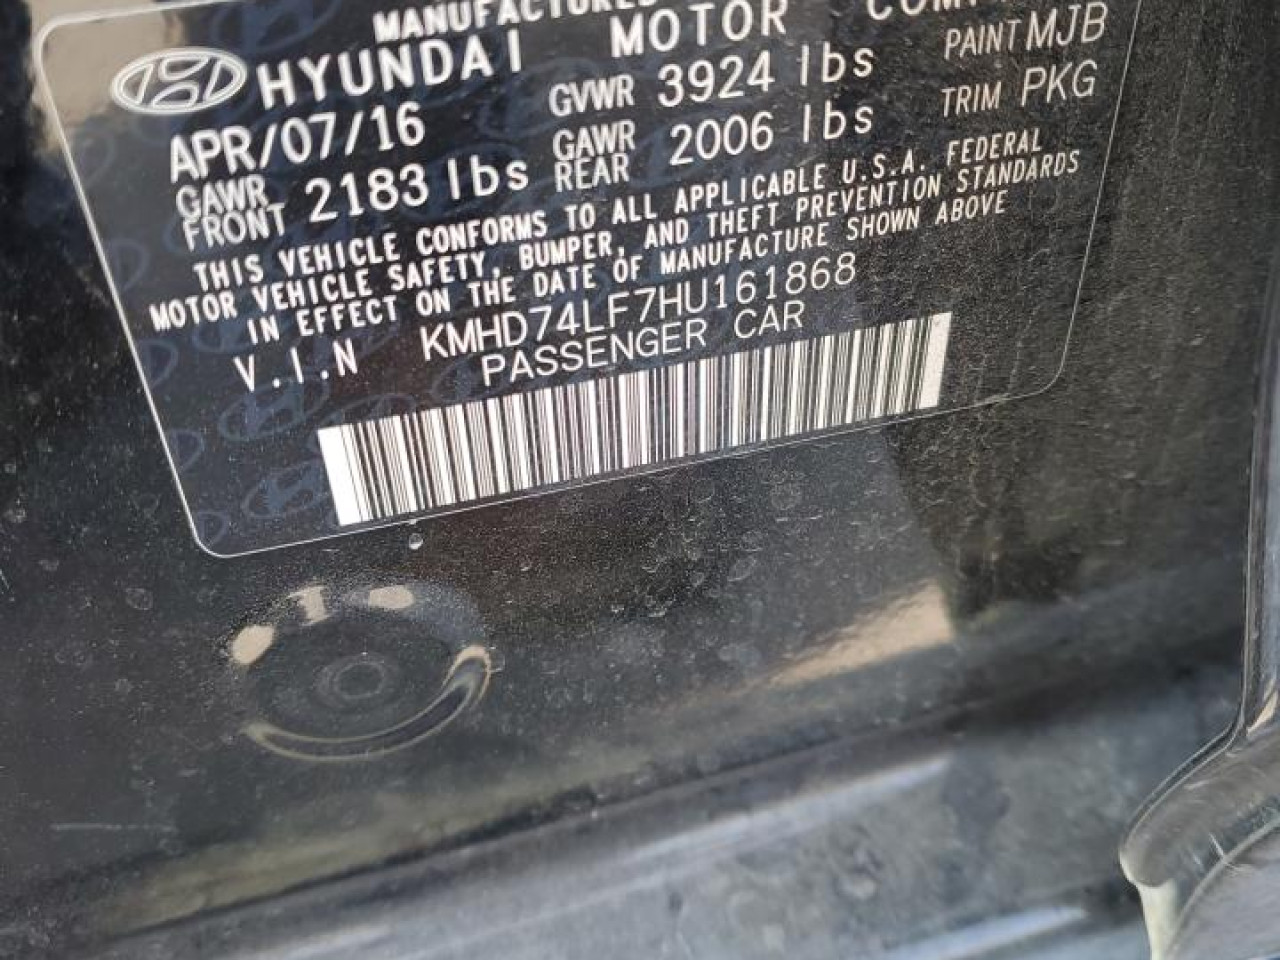 MANUFACTURED
HYUNDAI MOTOR COMP
APR/07/16 GVWR 3924 lbs PAINT MJB
GAWR FRONT 2183 lbs GAWR REAR 2006 lbs TRIM PKG
THIS VEHICLE CONFORMS TO ALL APPLICABLE U.S.A. FEDERAL
MOTOR VEHICLE SAFETY, BUMPER, AND THEFT PREVENTION STANDARDS
IN EFFECT ON THE DATE OF MANUFACTURE SHOWN ABOVE
V.I.N KMHD74LF7HU161868
PASSENGER CAR